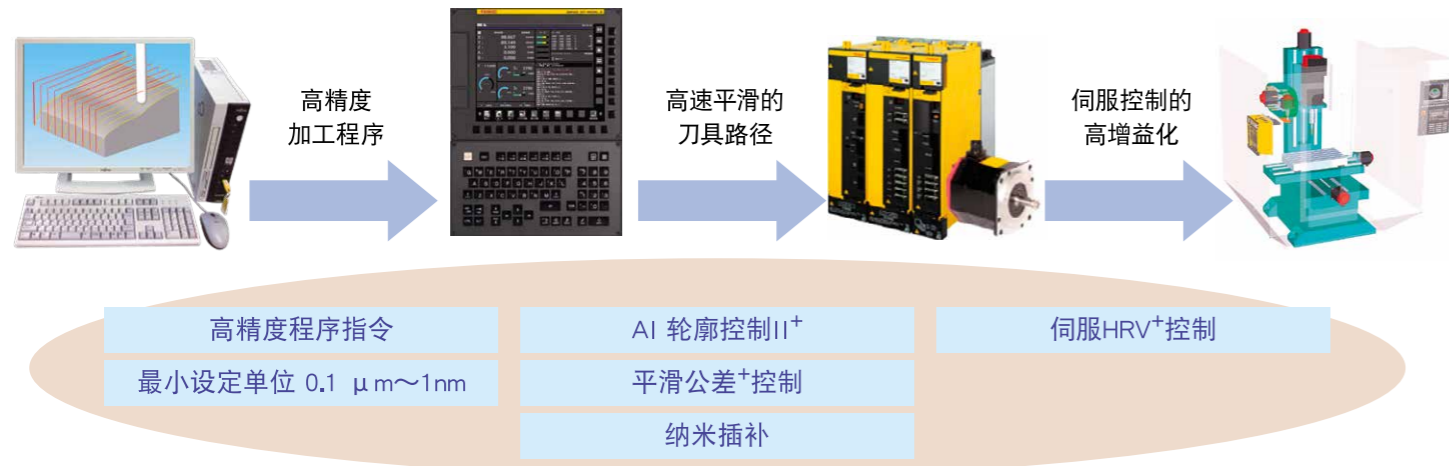 高精度
加工程序
高速平滑的
刀具路径
伺服控制的
高增益化
高精度程序指令
AI 轮廓控制II⁺
伺服HRV⁺控制
最小设定单位 0.1 μm～1nm
平滑公差⁺控制
纳米插补